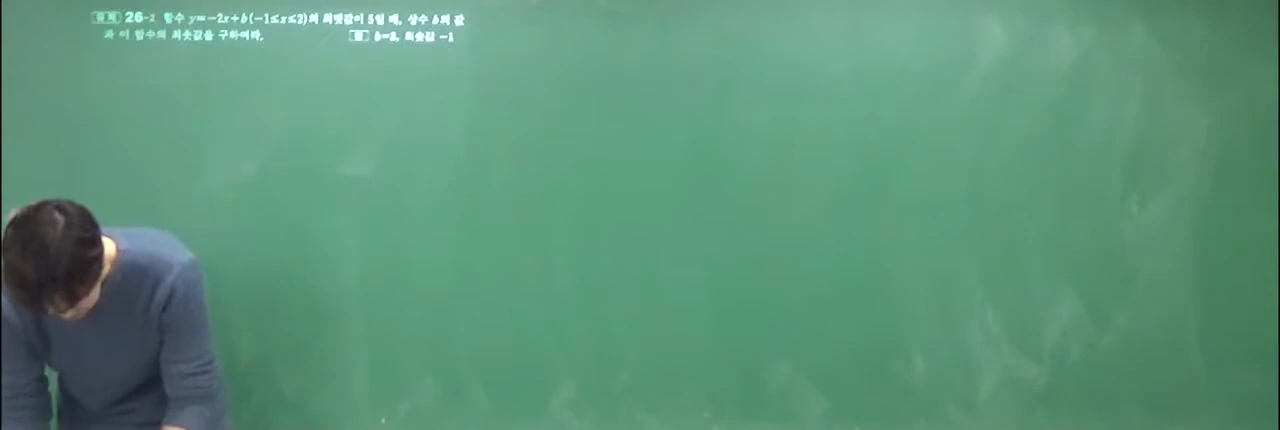 유제 26-2 함수 y=-2x+b(-1≤x≤2)의 최댓값이 5일 때, 상수 b의 값
과 이 함수의 최솟값을 구하여라. 답 b=3, 최솟값 -1